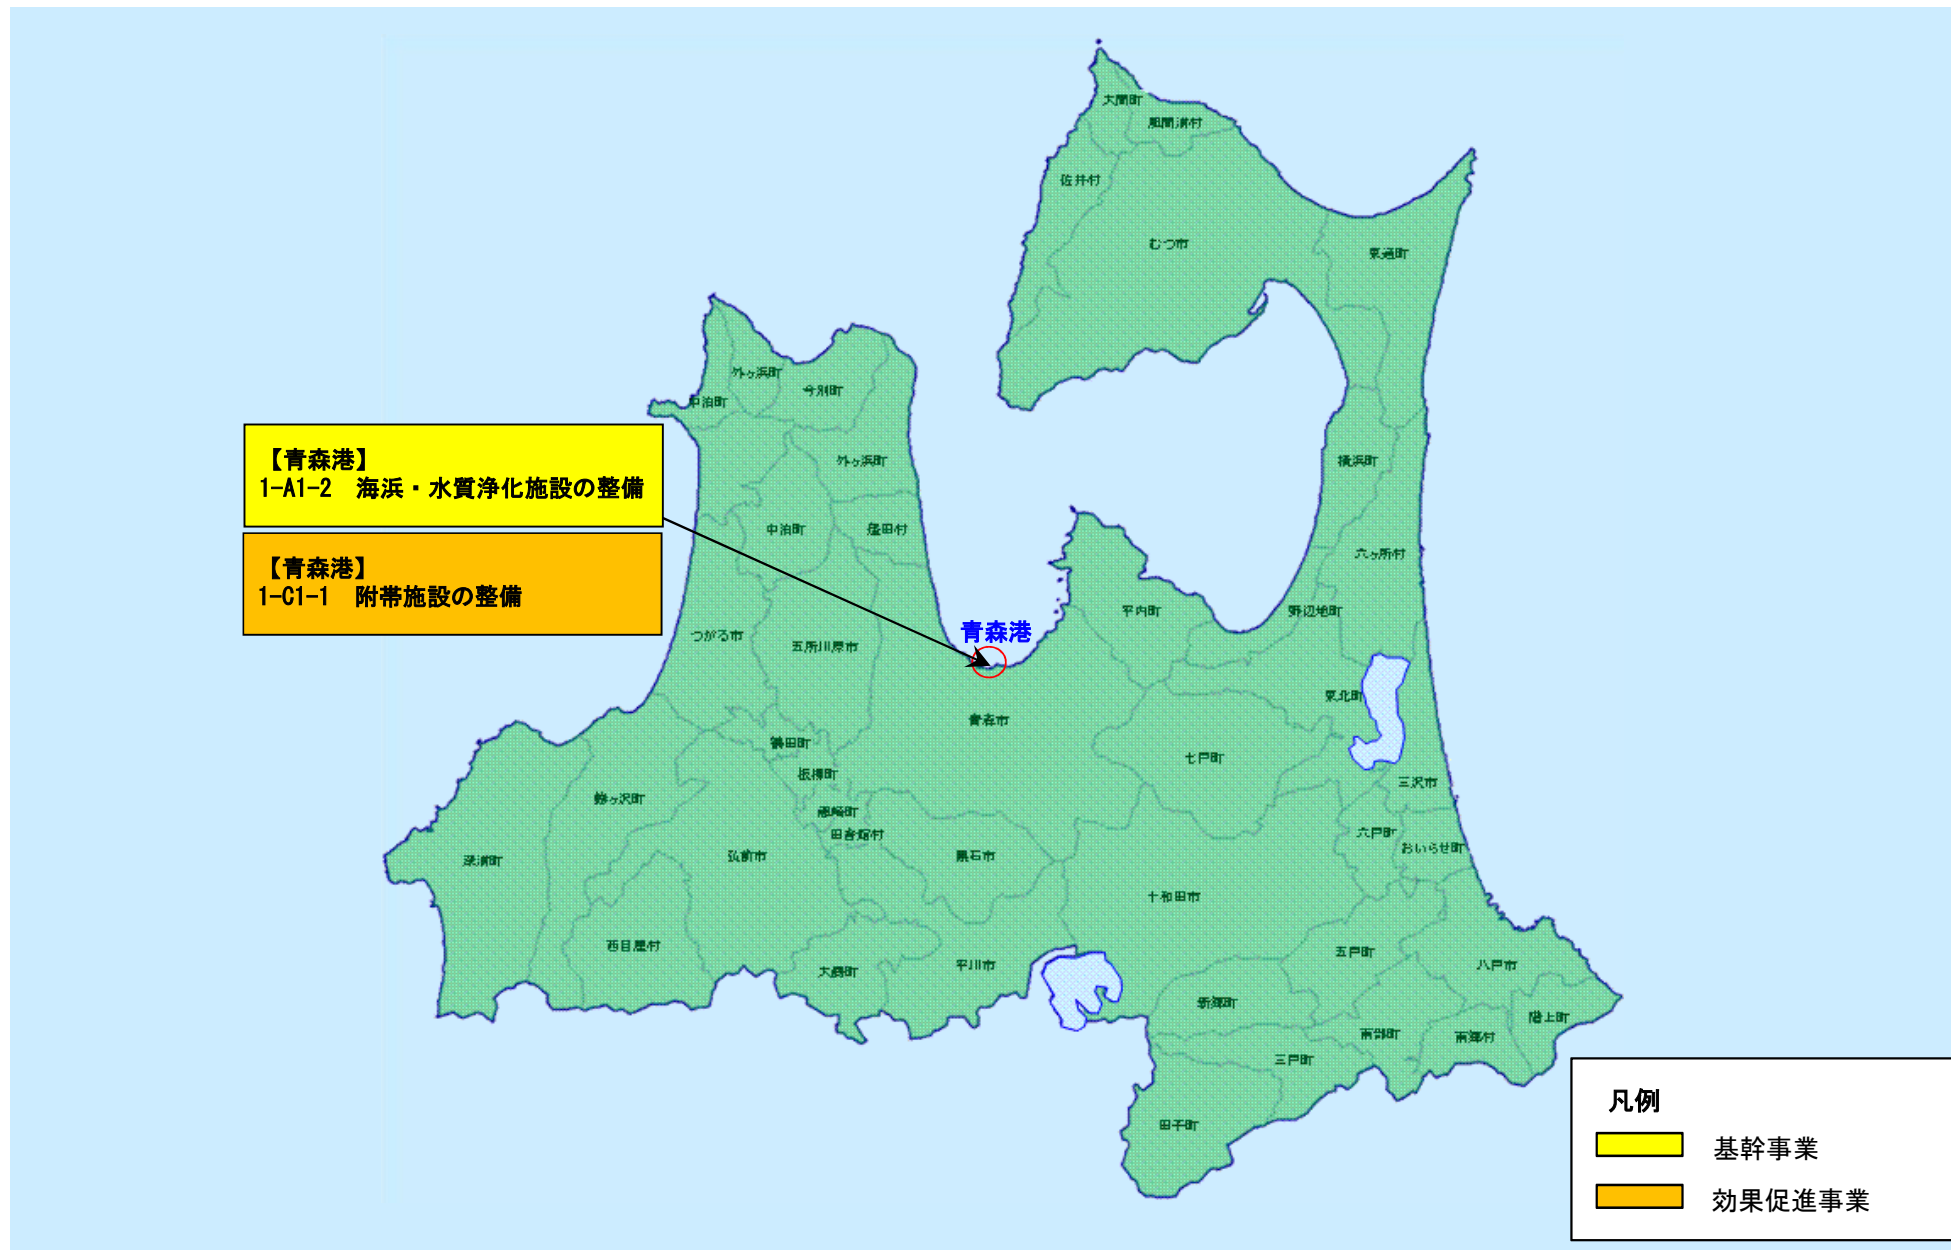 大間町
風間浦村
佐井村
むつ市
東通町
外ヶ浜町
今別町
中泊町
【青森港】
1-A1-2　海浜・水質浄化施設の整備
外ヶ浜町
横浜町
中泊町
蓬田村
六ヶ所村
【青森港】
1-C1-1　附帯施設の整備
平内町
野辺地町
青森港
つがる市
五所川原市
東北町
青森市
鶴田町
七戸町
板柳町
三沢市
鰺ヶ沢町
藤崎町
田舎館村
六戸町
おいらせ町
深浦町
弘前市
黒石市
十和田市
西目屋村
五戸町
大鰐町
平川市
八戸市
新郷町
階上町
南部町
南郷村
三戸町
田子町
凡例
基幹事業
効果促進事業